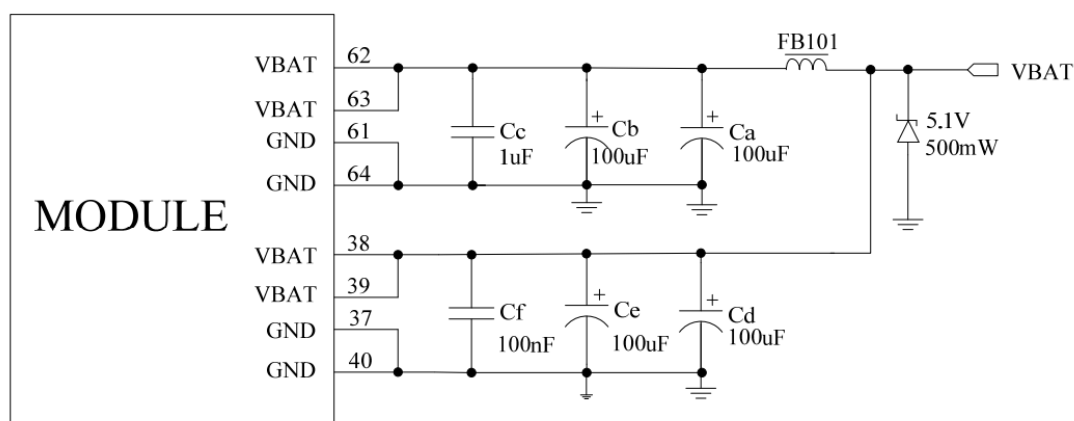 FB101
VBAT 62
VBAT
VBAT 63
GND 61
GND 64
Cc
1uF
+
Cb
100uF
+
Ca
100uF
5.1V
500mW
MODULE
VBAT 38
VBAT 39
GND 37
GND 40
Cf
100nF
+
Ce
100uF
+
Cd
100uF